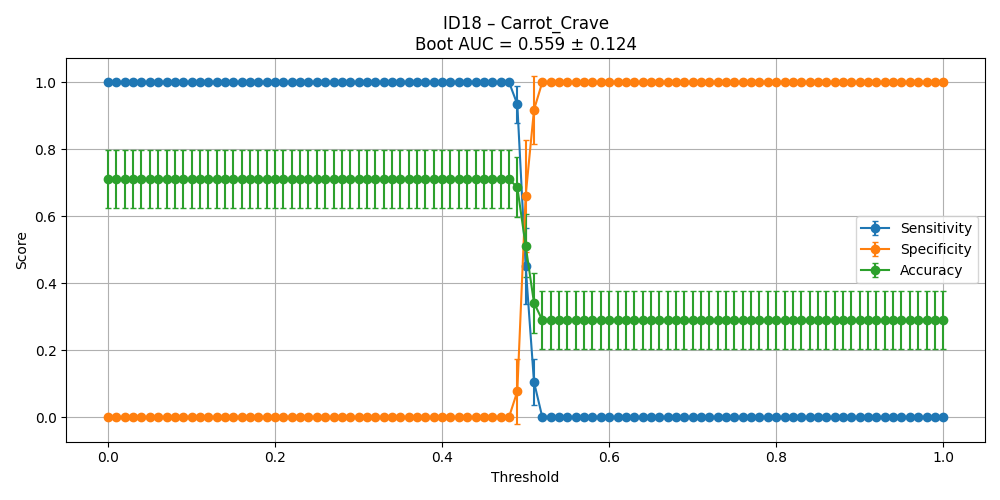 ID18 – Carrot_Crave
Boot AUC = 0.559 ± 0.124
Score
1.0
0.8
0.6
0.4
0.2
0.0
Sensitivity
Specificity
Accuracy
0.0 0.2 0.4 0.6 0.8 1.0
Threshold